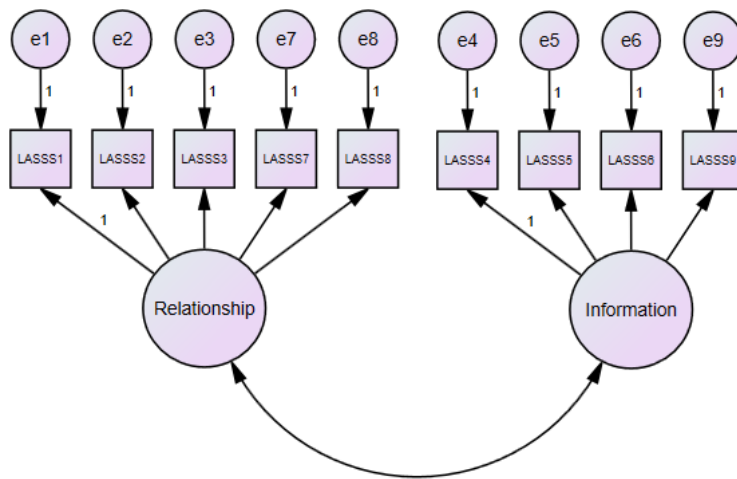 e1 e2 e3 e7 e8 e4 e5 e6 e9
1 1 1 1 1 1 1 1 1
LASSS1 LASSS2 LASSS3 LASSS7 LASSS8 LASSS4 LASSS5 LASSS6 LASSS9
1 1
Relationship Information